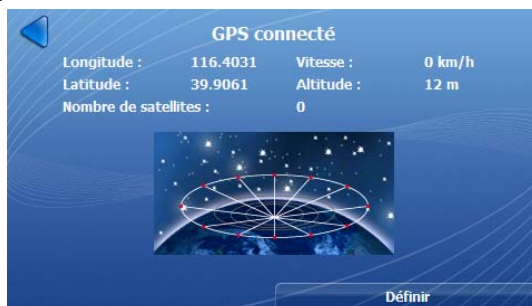 GPS connecté
Longitude : 116.4031 Vitesse : 0 km/h
Latitude : 39.9061 Altitude : 12 m
Nombre de satellites : 0
Définir